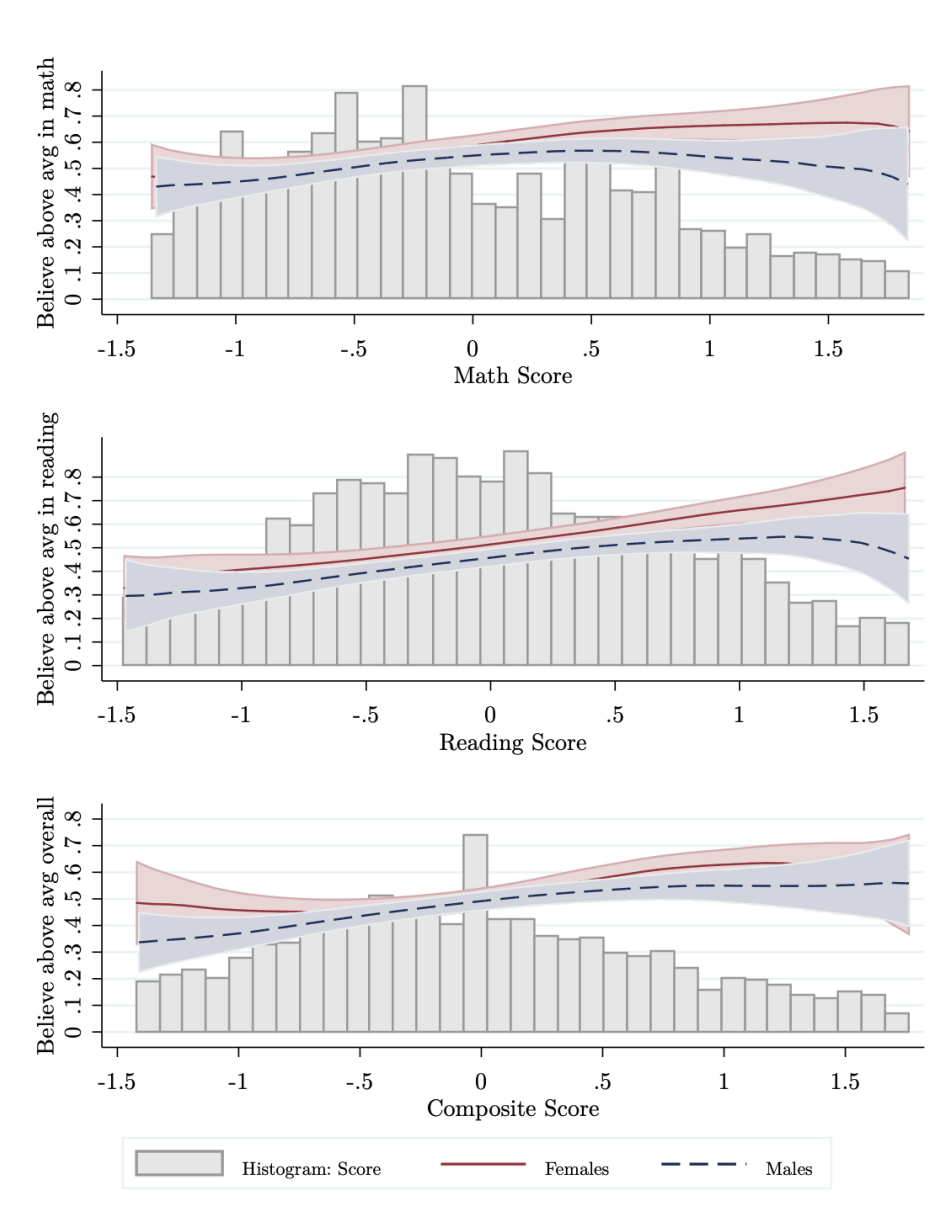 Believe above avg in math
.8
.7
.6
.5
.4
.3
.2
.1
0
-1.5 -1 -.5 0 .5 1 1.5
Math Score
Believe above avg in reading
.8
.7
.6
.5
.4
.3
.2
.1
0
-1.5 -1 -.5 0 .5 1 1.5
Reading Score
Believe above avg overall
.8
.7
.6
.5
.4
.3
.2
.1
0
-1.5 -1 -.5 0 .5 1 1.5
Composite Score
Histogram: Score Females Males